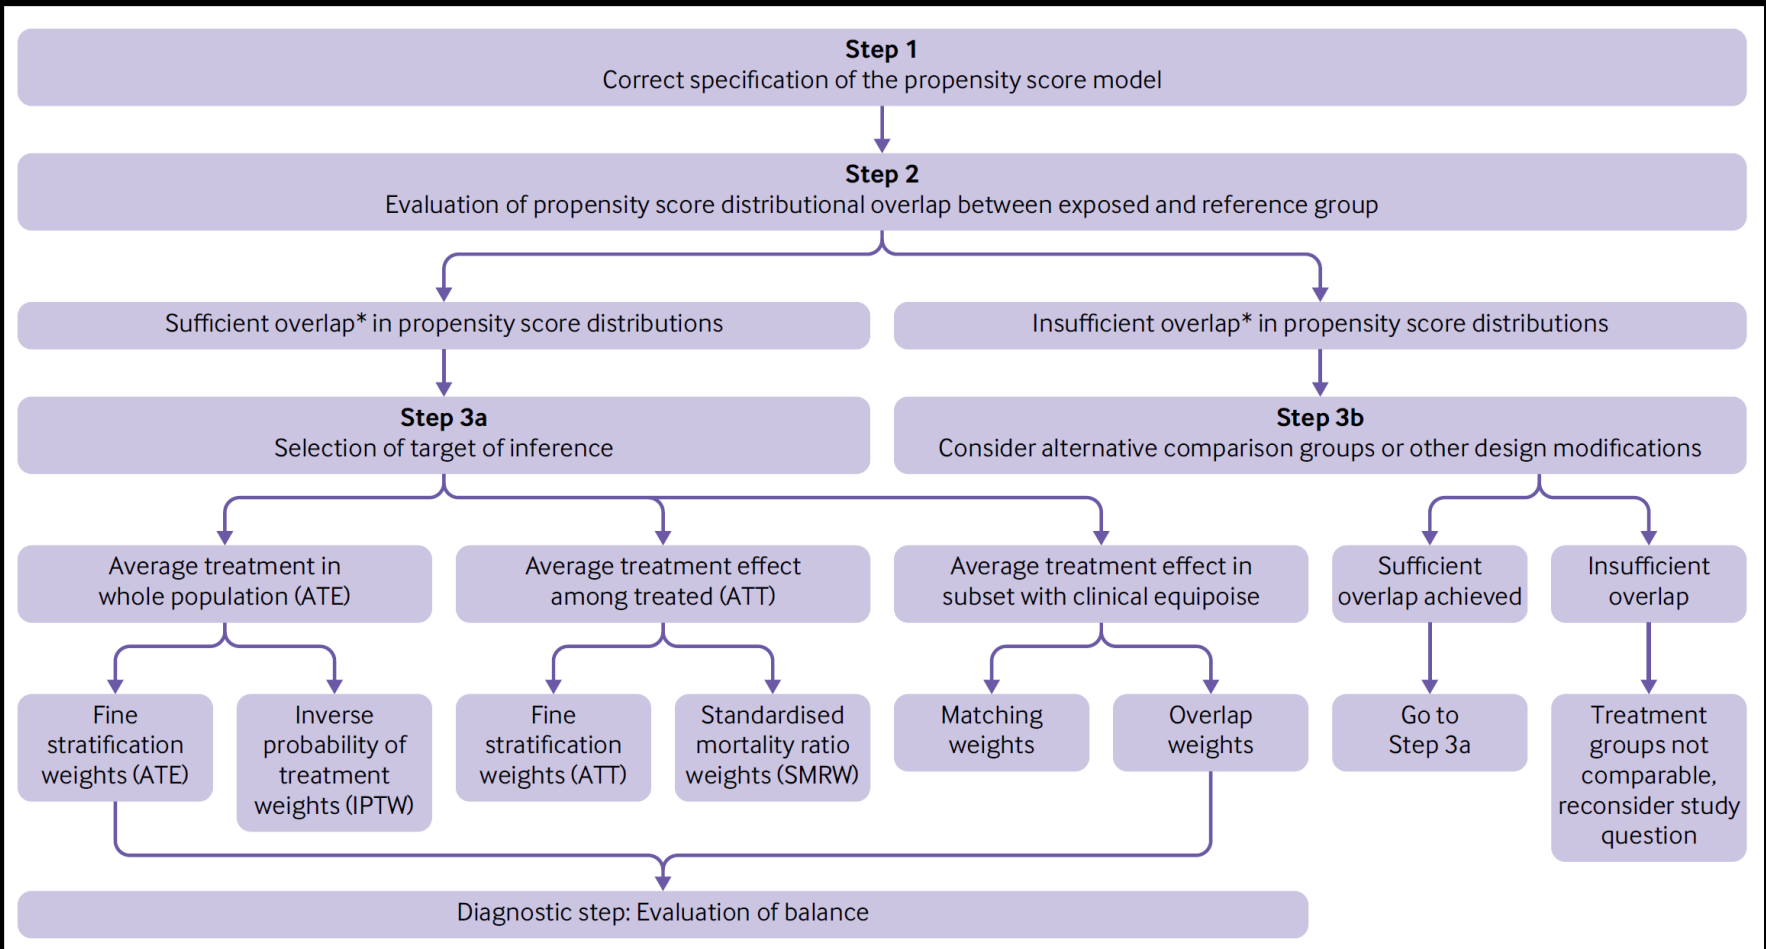 Step 1
Correct specification of the propensity score model
Step 2
Evaluation of propensity score distributional overlap between exposed and reference group
Sufficient overlap* in propensity score distributions
Insufficient overlap* in propensity score distributions
Step 3a
Selection of target of inference
Step 3b
Consider alternative comparison groups or other design modifications
Average treatment in
whole population (ATE)
Average treatment effect
among treated (ATT)
Average treatment effect in
subset with clinical equipoise
Sufficient
overlap achieved
Insufficient
overlap
Fine
stratification
weights (ATE)
Inverse
probability of
treatment
weights (IPTW)
Fine
stratification
weights (ATT)
Standardised
mortality ratio
weights (SMRW)
Matching
weights
Overlap
weights
Go to
Step 3a
Treatment
groups not
comparable,
reconsider study
question
Diagnostic step: Evaluation of balance